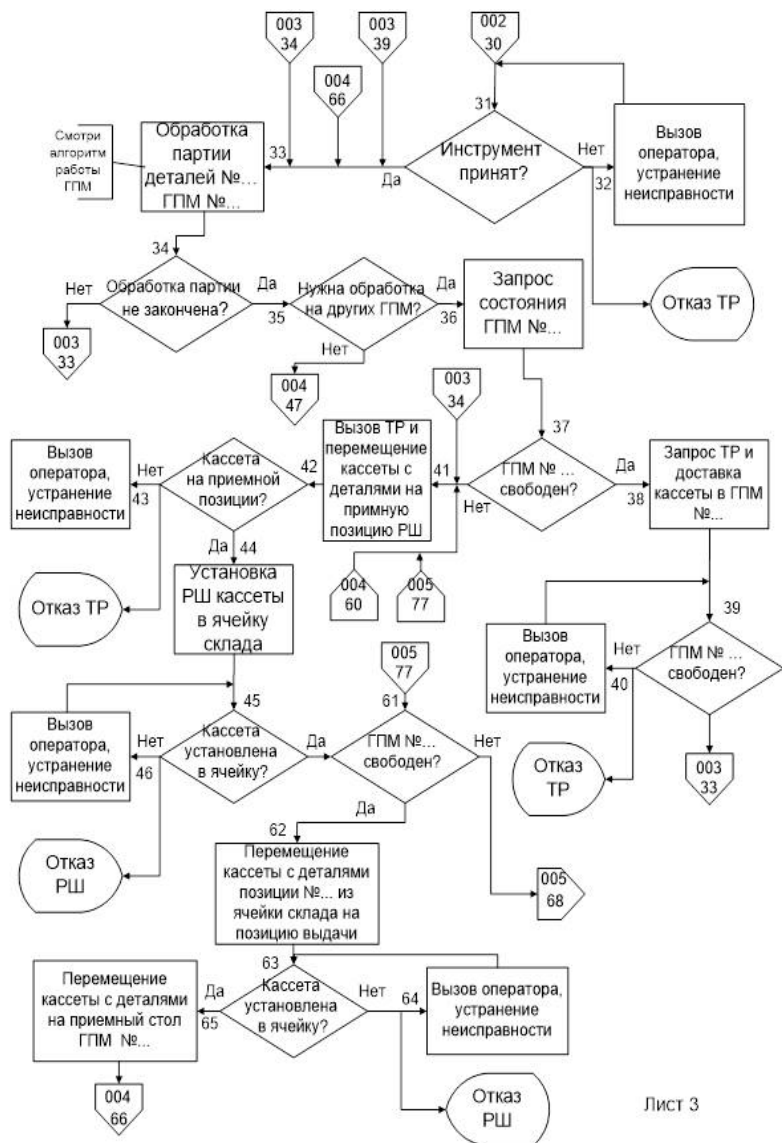 003
34
003
39
002
30
004
66
31
Смотри
алгоритм
работы
ГПМ
Обработка
партии
деталей №...
ГПМ №...
33
Да
Инструмент
принят?
Нет
32
Вызов
оператора,
устранение
неисправности
34
Нет
Обработка партии
не закончена?
Да
35
Нужна обработка
на других ГПМ?
Да
36
Запрос
состояния
ГПМ №...
Отказ ТР
003
33
Нет
004
47
003
34
37
Вызов
оператора,
устранение
неисправности
Нет
43
Кассета
на приемной
позиции?
42
Вызов ТР и
перемещение
кассеты с
деталями на
примную
позицию РШ
41
Нет
ГПМ № ...
свободен?
Да
38
Запрос ТР и
доставка
кассеты в ГПМ
№...
Да
44
Отказ ТР
Установка
РШ кассеты
в ячейку
склада
004
60
005
77
39
Вызов
оператора,
устранение
неисправности
Нет
40
ГПМ № ...
свободен?
005
77
45
61
Вызов
оператора,
устранение
неисправности
Нет
46
Кассета
установлена
в ячейку?
Да
ГПМ №...
свободен?
Нет
Отказ
ТР
003
33
Да
62
Отказ
РШ
Перемещение
кассеты с деталями
позиции №... из
ячейки склада на
позицию выдачи
005
68
63
Перемещение
кассеты с деталями
на приемный стол
ГПМ №...
Да
65
Кассета
установлена
в ячейку?
Нет
64
Вызов оператора,
устранение
неисправности
004
66
Отказ
РШ
Лист 3